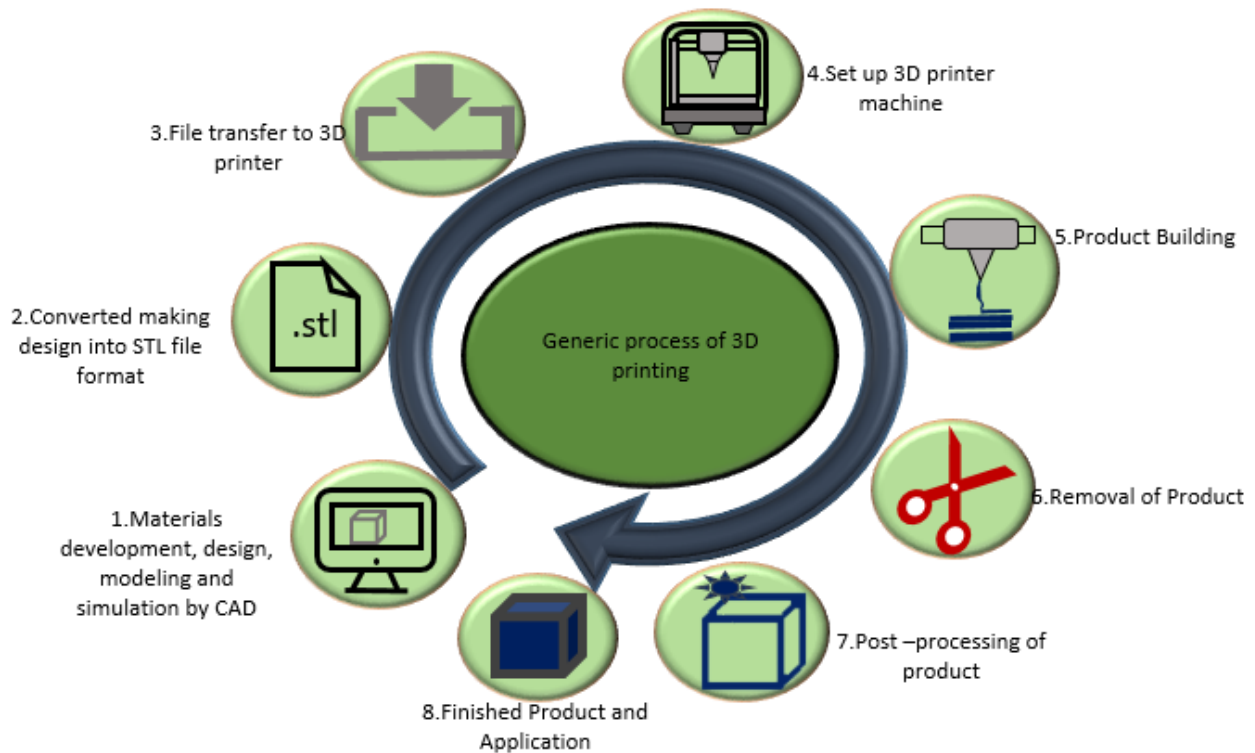 1.Materials
development, design,
modeling and
simulation by CAD
2.Converted making
design into STL file
format
.stl
3.File transfer to 3D
printer
4.Set up 3D printer
machine
5.Product Building
6.Removal of Product
7.Post –processing of
product
8.Finished Product and
Application
Generic process of 3D
printing